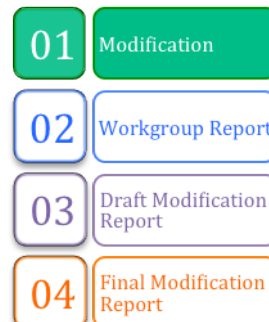 01 Modification
02 Workgroup Report
03 Draft Modification
Report
04 Final Modification
Report